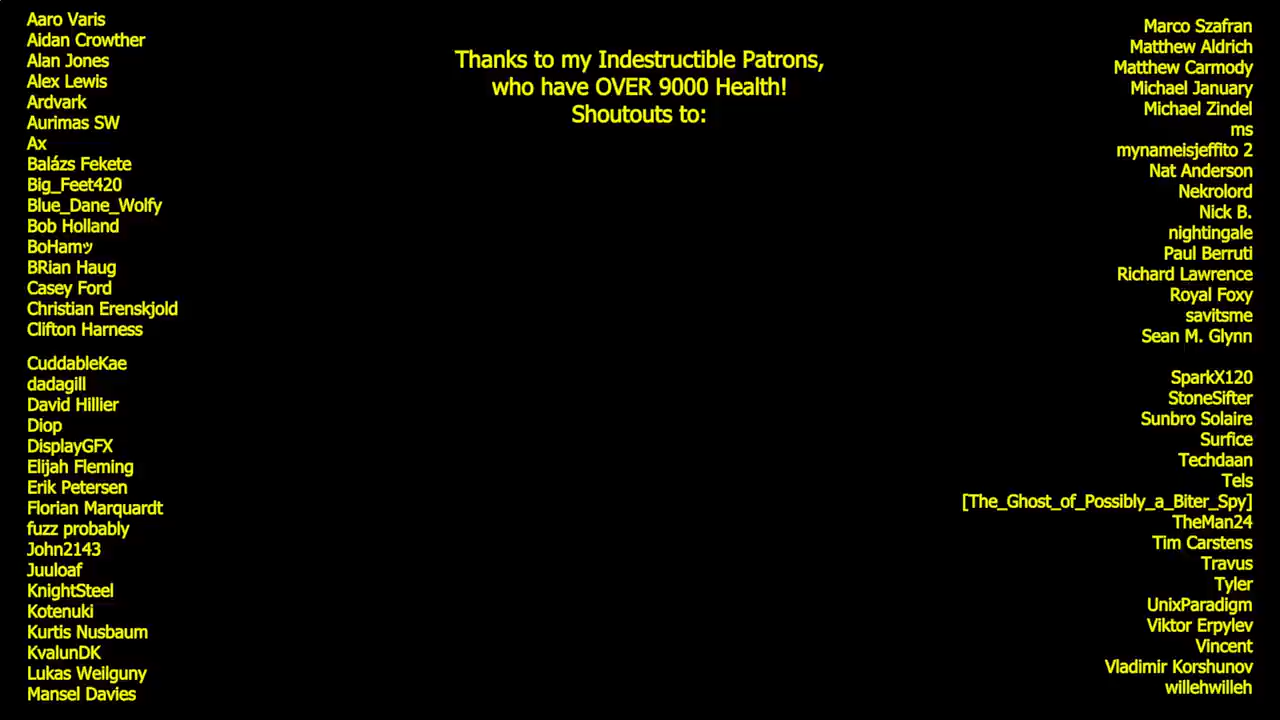 Thanks to my Indestructible Patrons,
who have OVER 9000 Health!
Shoutouts to:
Aaro Varis
Aidan Crowther
Alan Jones
Alex Lewis
Ardvark
Aurimas SW
Ax
Balázs Fekete
Big_Feet420
Blue_Dane_Wolfy
Bob Holland
BoHamッ
BRian Haug
Casey Ford
Christian Erenskjold
Clifton Harness
CuddableKae
dadagill
David Hillier
Diop
DisplayGFX
Elijah Fleming
Erik Petersen
Florian Marquardt
fuzz probably
John2143
Juuloaf
KnightSteel
Kotenuki
Kurtis Nusbaum
KvalunDK
Lukas Weilguny
Mansel Davies
Marco Szafran
Matthew Aldrich
Matthew Carmody
Michael January
Michael Zindel
ms
mynameisjeffito 2
Nat Anderson
Nekrolord
Nick B.
nightingale
Paul Berruti
Richard Lawrence
Royal Foxy
savitsme
Sean M. Glynn
SparkX120
StoneSifter
Sunbro Solaire
Surfice
Techdaan
Tels
[The_Ghost_of_Possibly_a_Biter_Spy]
TheMan24
Tim Carstens
Travus
Tyler
UnixParadigm
Viktor Erpylev
Vincent
Vladimir Korshunov
willehwilleh